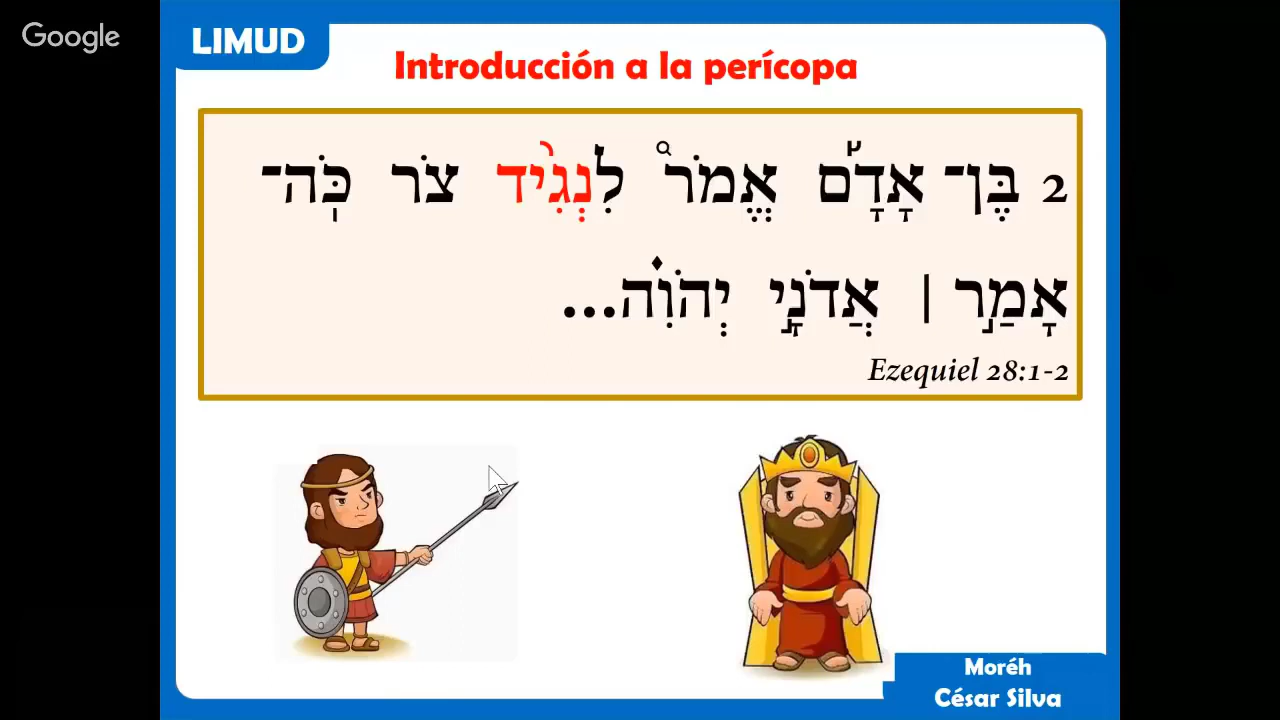 Google
LIMUD
Introducción a la perícopa
2 בֶּן־ אָדָ֡ם אֱמֹר֩ לִנְגִ֨יד צֹ֜ר כֹּֽה־
אָמַ֣ר ׀ אֲדֹנָ֣י יְהֹוִ֗ה...
Ezequiel 28:1-2
Moréh
César Silva